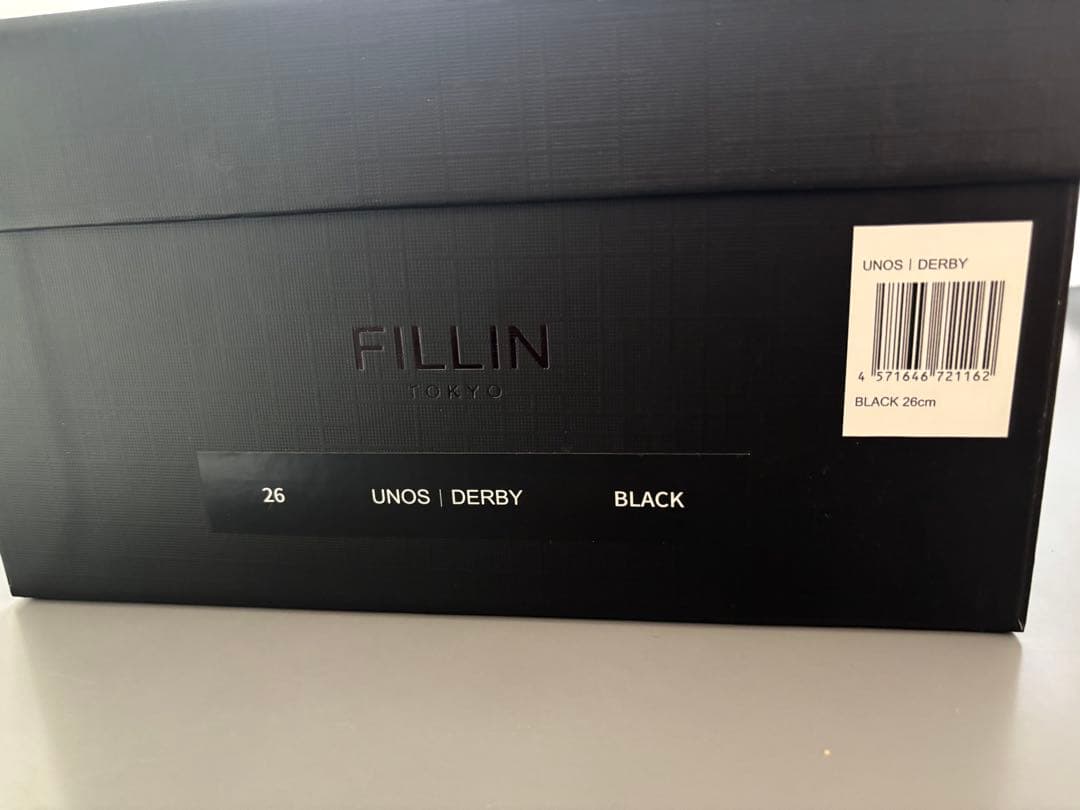 FILLIN
TOKYO
26 UNOS | DERBY BLACK
UNOS | DERBY
4 571646 721162
BLACK 26cm